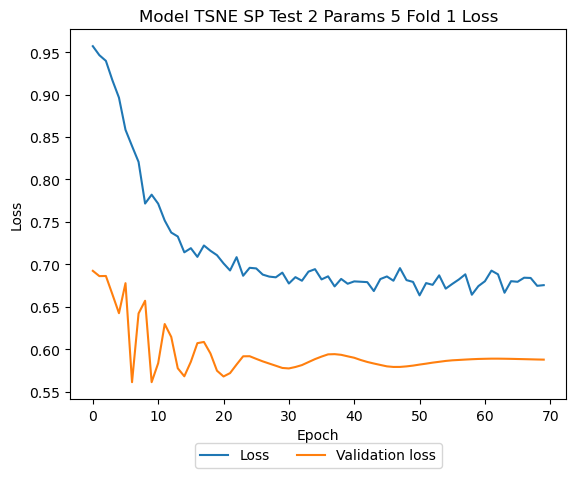 Model TSNE SP Test 2 Params 5 Fold 1 Loss
Loss
0.95
0.90
0.85
0.80
0.75
0.70
0.65
0.60
0.55
0 10 20 30 40 50 60 70
Epoch
Loss Validation loss